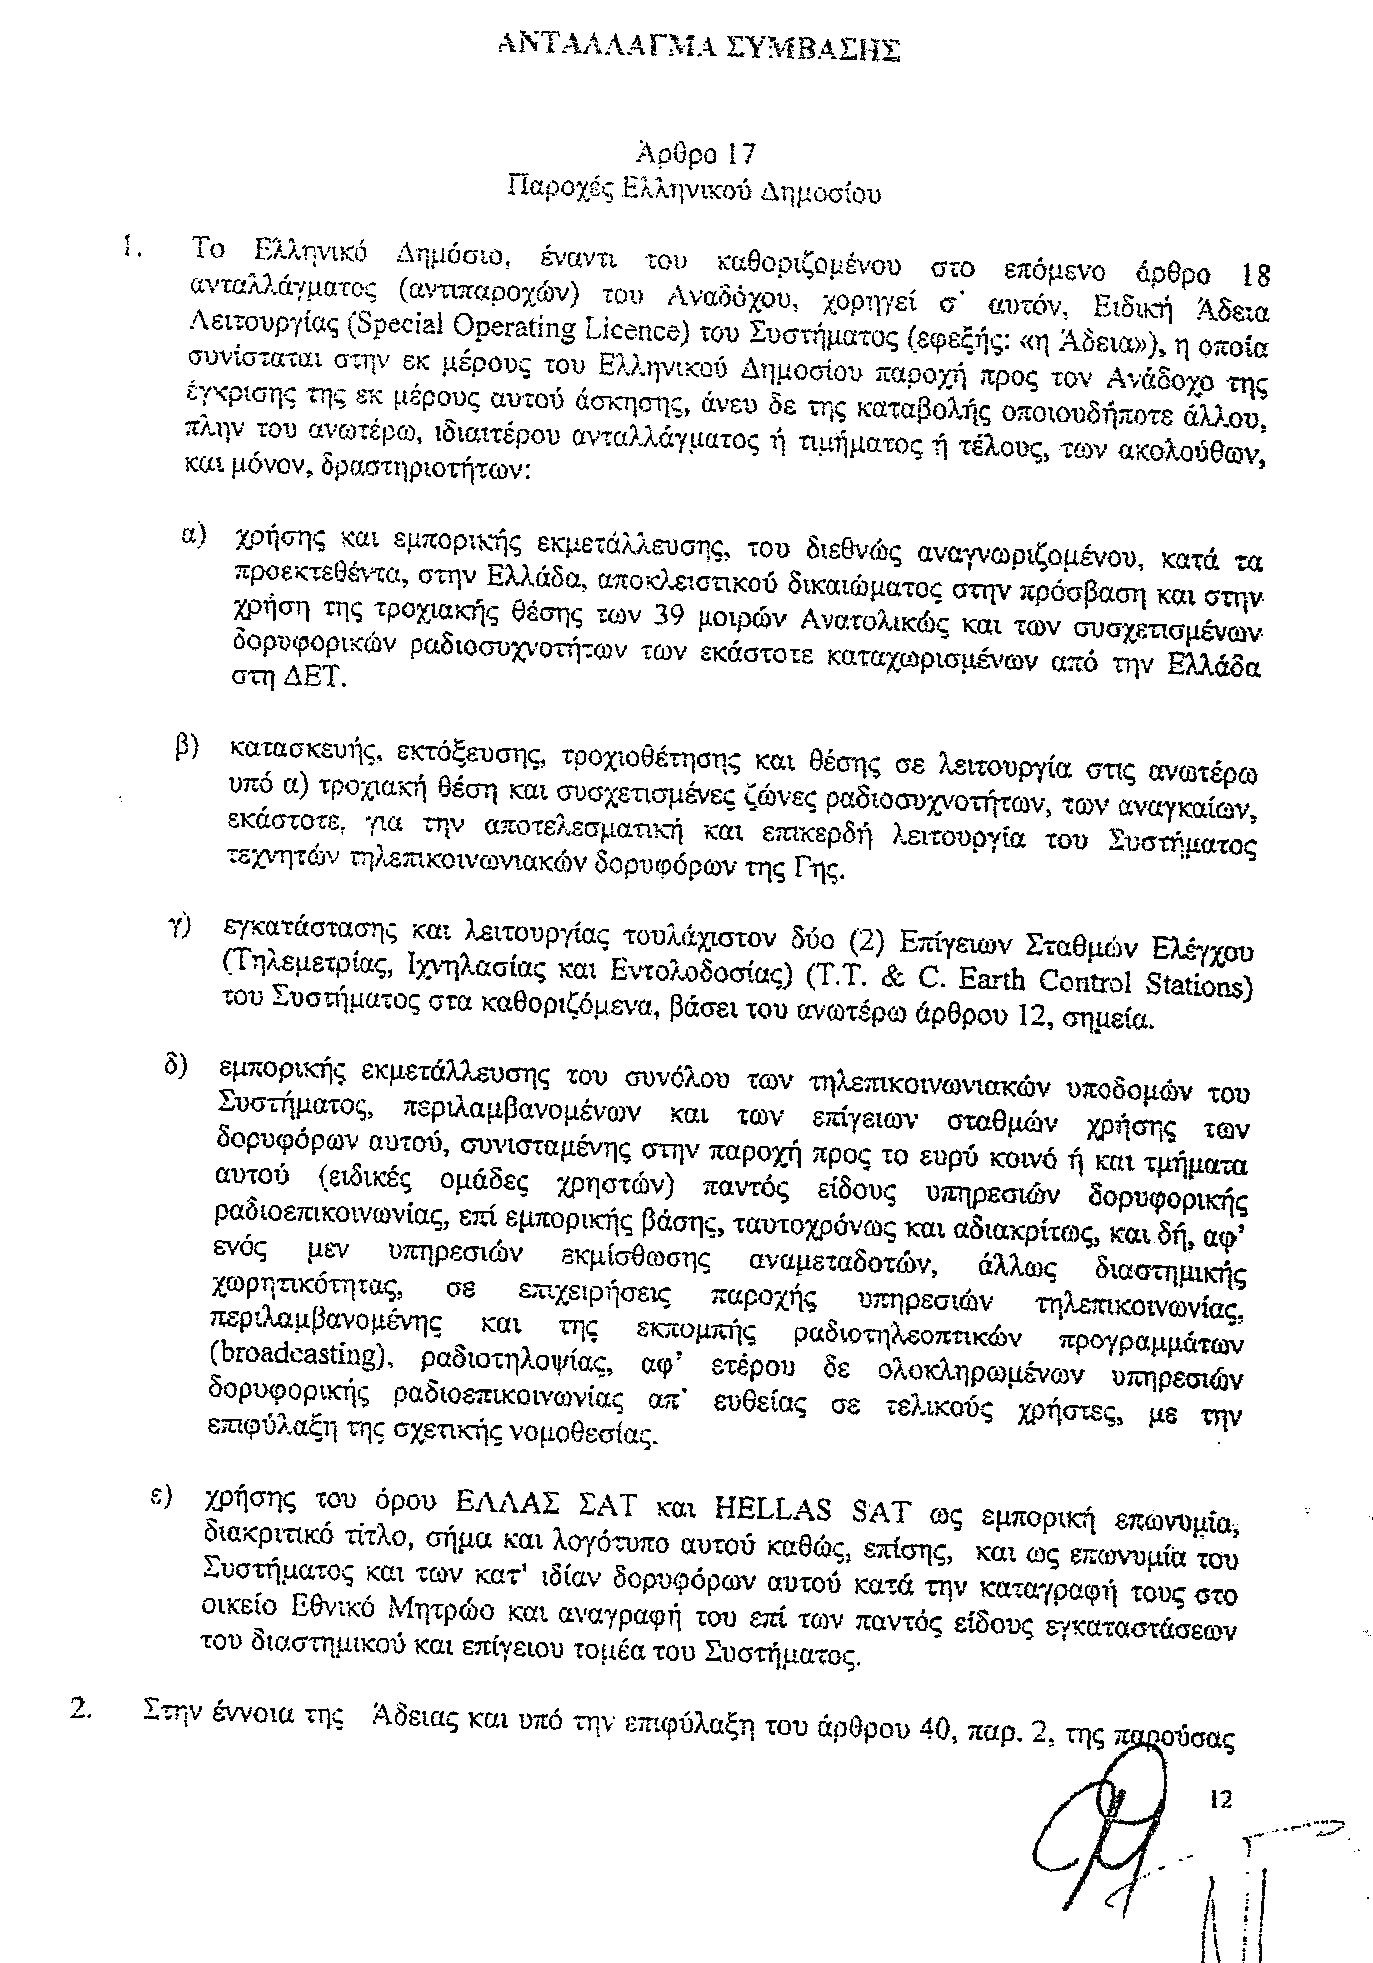 ΑΝΤΑΛΛΑΓΜΑ ΣΥΜΒΑΣΗΣ
Άρθρο 17
Παροχές Ελληνικού Δημοσίου
1. Το Ελληνικό Δημόσιο, έναντι του καθοριζομένου στο επόμενο άρθρο 18
ανταλλάγματος (αντιπαροχών) του Αναδόχου, χορηγεί σ' αυτόν, Ειδική Άδεια
Λειτουργίας (Special Operating Licence) του Συστήματος (εφεξής: «η Άδεια»), η οποία
συνίσταται στην εκ μέρους του Ελληνικού Δημοσίου παροχή προς τον Ανάδοχο της
έγκρισης της εκ μέρους αυτού άσκησης, άνευ δε της καταβολής οποιουδήποτε άλλου,
πλην του ανωτέρω, ιδιαιτέρου ανταλλάγματος ή τιμήματος ή τέλους, των ακολούθων,
και μόνον, δραστηριοτήτων:
α) χρήσης και εμπορικής εκμετάλλευσης, του διεθνώς αναγνωριζομένου, κατά τα
προεκτεθέντα, στην Ελλάδα, αποκλειστικού δικαιώματος στην πρόσβαση και στην
χρήση της τροχιακής θέσης των 39 μοιρών Ανατολικώς και των συσχετισμένων
δορυφορικών ραδιοσυχνοτήτων των εκάστοτε καταχωρισμένων από την Ελλάδα
στη ΔΕΤ.
β) κατασκευής, εκτόξευσης, τροχιοθέτησης και θέσης σε λειτουργία στις ανωτέρω
υπό α) τροχιακή θέση και συσχετισμένες ζώνες ραδιοσυχνοτήτων, των αναγκαίων,
εκάστοτε, για την αποτελεσματική και επικερδή λειτουργία του Συστήματος
τεχνητών τηλεπικοινωνιακών δορυφόρων της Γης.
γ) εγκατάστασης και λειτουργίας τουλάχιστον δύο (2) Επίγειων Σταθμών Ελέγχου
(Τηλεμετρίας, Ιχνηλασίας και Εντολοδοσίας) (T.T. & C. Earth Control Stations)
του Συστήματος στα καθοριζόμενα, βάσει του ανωτέρω άρθρου 12, σημεία.
δ) εμπορικής εκμετάλλευσης του συνόλου των τηλεπικοινωνιακών υποδομών του
Συστήματος, περιλαμβανομένων και των επίγειων σταθμών χρήσης των
δορυφόρων αυτού, συνισταμένης στην παροχή προς το ευρύ κοινό ή και τμήματα
αυτού (ειδικές ομάδες χρηστών) παντός είδους υπηρεσιών δορυφορικής
ραδιοεπικοινωνίας, επί εμπορικής βάσης, ταυτοχρόνως και αδιακρίτως, και δή, αφ'
ενός μεν υπηρεσιών εκμίσθωσης αναμεταδοτών, άλλως διαστημικής
χωρητικότητας, σε επιχειρήσεις παροχής υπηρεσιών τηλεπικοινωνίας,
περιλαμβανομένης και της εκπομπής ραδιοτηλεοπτικών προγραμμάτων
(broadcasting), ραδιοτηλοψίας, αφ' ετέρου δε ολοκληρωμένων υπηρεσιών
δορυφορικής ραδιοεπικοινωνίας απ' ευθείας σε τελικούς χρήστες, με την
επιφύλαξη της σχετικής νομοθεσίας.
ε) χρήσης του όρου ΕΛΛΑΣ ΣΑΤ και HELLAS SAT ως εμπορική επωνυμία,
διακριτικό τίτλο, σήμα και λογότυπο αυτού καθώς, επίσης, και ως επωνυμία του
Συστήματος και των κατ' ιδίαν δορυφόρων αυτού κατά την καταγραφή τους στο
οικείο Εθνικό Μητρώο και αναγραφή του επί των παντός είδους εγκαταστάσεων
του διαστημικού και επίγειου τομέα του Συστήματος.
2. Στην έννοια της Άδειας και υπό την επιφύλαξη του άρθρου 40, παρ. 2, της παρούσας
12